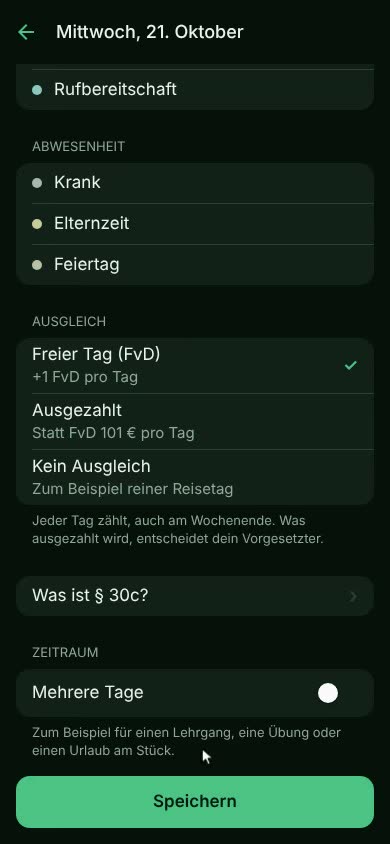 Mittwoch, 21. Oktober
Rufbereitschaft
ABWESENHEIT
Krank
Elternzeit
Feiertag
AUSGLEICH
Freier Tag (FvD)
+1 FvD pro Tag
Ausgezahlt
Statt FvD 101 € pro Tag
Kein Ausgleich
Zum Beispiel reiner Reisetag
Jeder Tag zählt, auch am Wochenende. Was
ausgezahlt wird, entscheidet dein Vorgesetzter.
Was ist § 30c?
ZEITRAUM
Mehrere Tage
Zum Beispiel für einen Lehrgang, eine Übung oder
einen Urlaub am Stück.
Speichern